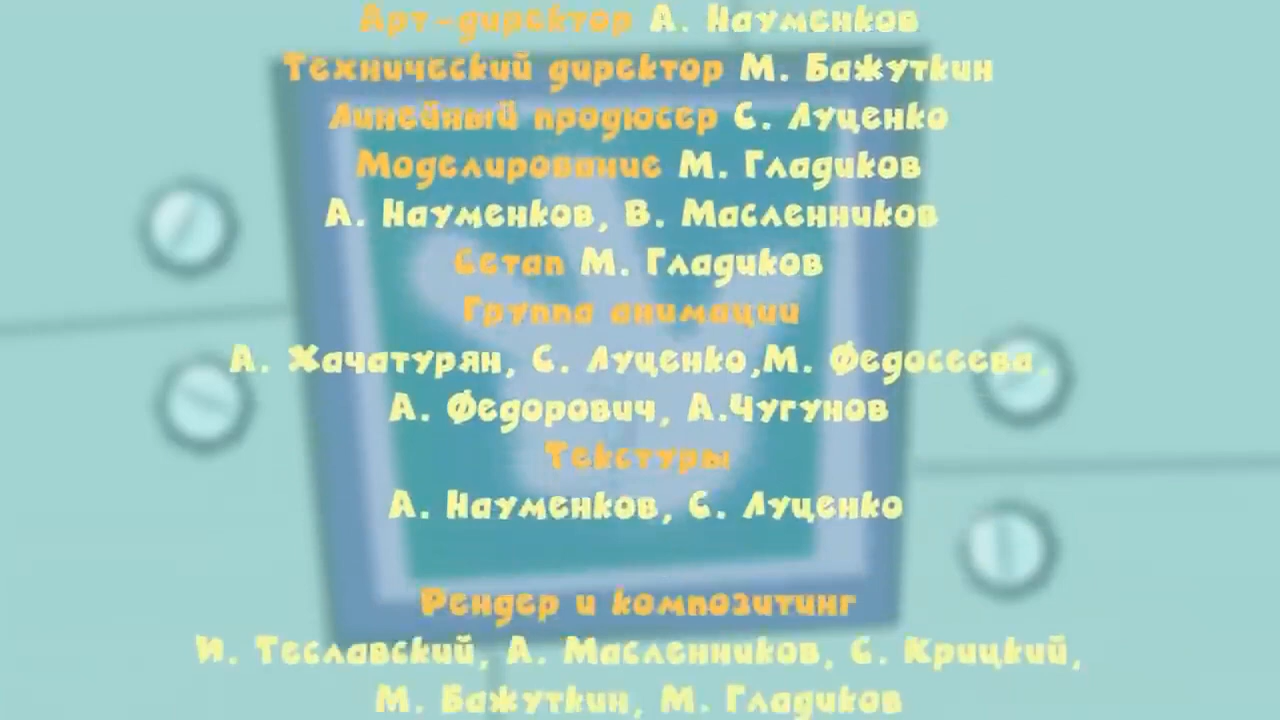 Арт-директор А. Науменков
Технический директор М. Бажуткин
Линейный продюсер С. Луценко
Моделирование М. Гладиков
А. Науменков, В. Масленников
Сетап М. Гладиков
Группа анимации
А. Хачатурян, С. Луценко,М. Федосеева,
А. Федорович, А.Чугунов
Текстуры
А. Науменков, С. Луценко
Рендер и композитинг
И. Теславский, А. Масленников, С. Крицкий,
М. Бажуткин, М. Гладиков